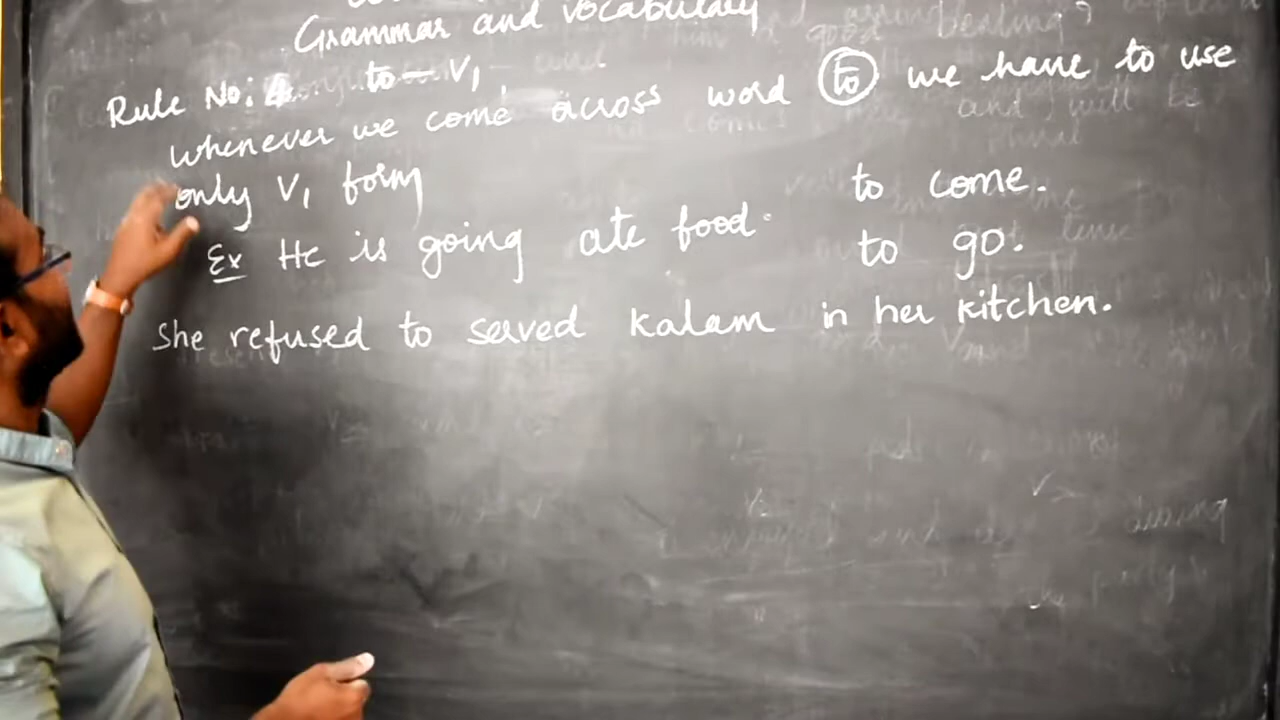 Grammar and vocabulary
Rule No: 4 to — V1
whenever we come across word to we have to use
only V1 form
to come.
Ex He is going ate food.
to go.
She refused to served kalam in her kitchen.